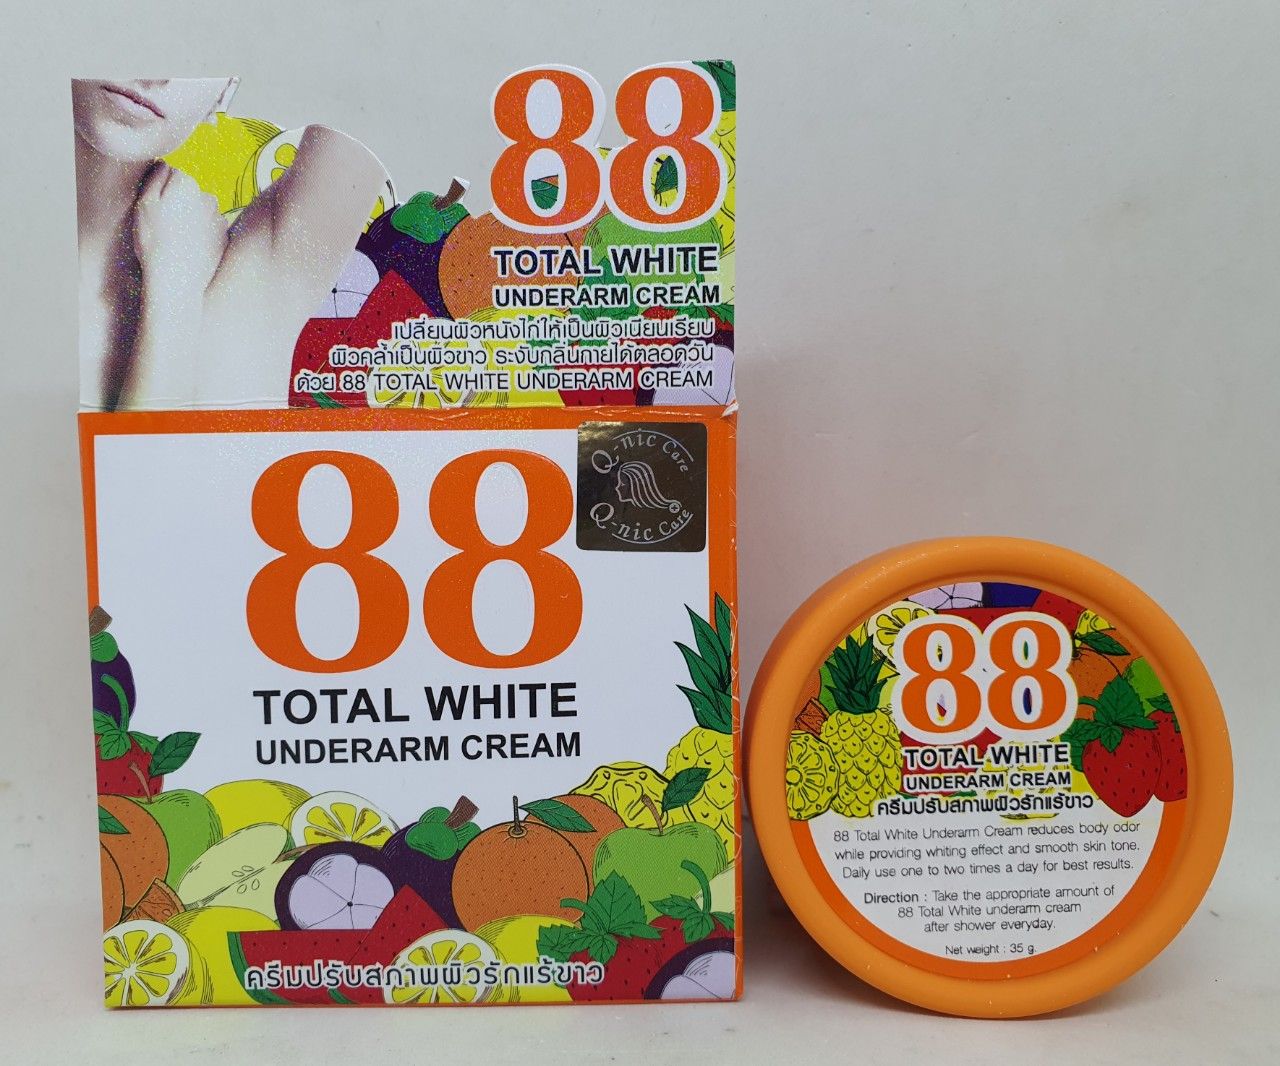 88
TOTAL WHITE
UNDERARM CREAM
เปลี่ยนผิวหนังไก่ให้เป็นผิวเนียนเรียบ
ผิวคล้ำเป็นผิวขาว ระงับกลิ่นกายได้ตลอดวัน
ด้วย 88 TOTAL WHITE UNDERARM CREAM
88
Q-nic Care
Q-nic Care
TOTAL WHITE
UNDERARM CREAM
ครีมปรับสภาพผิวรักแร้ขาว
88
TOTAL WHITE
UNDERARM CREAM
ครีมปรับสภาพผิวรักแร้ขาว
88 Total White Underarm Cream reduces body odor
while providing whiting effect and smooth skin tone.
Daily use one to two times a day for best results.
Direction : Take the appropriate amount of
88 Total White underarm cream
after shower everyday.
Net weight : 35 g.